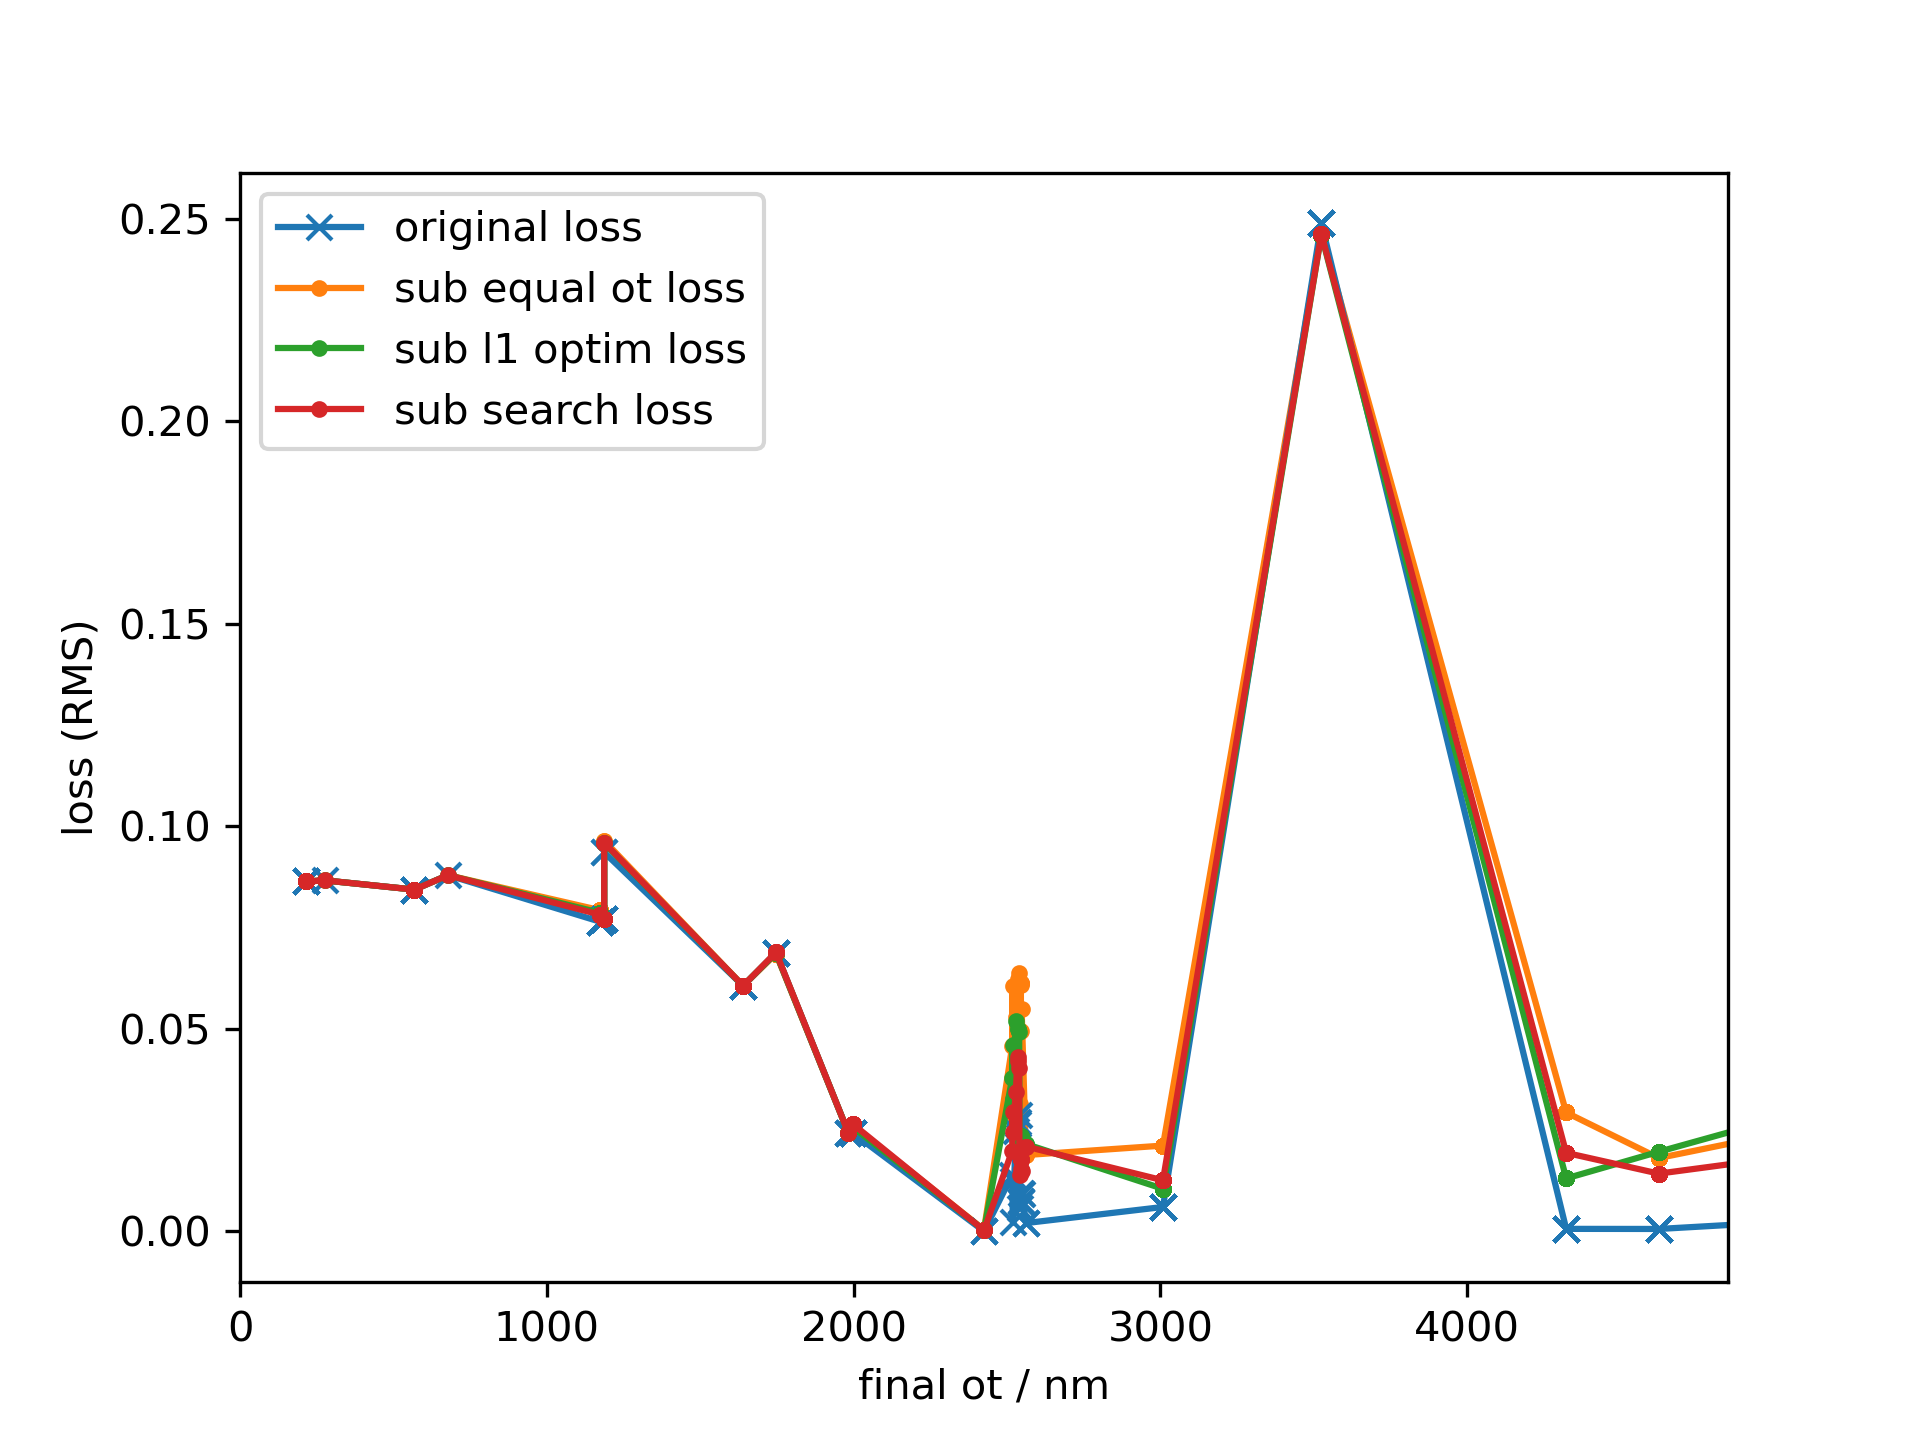 original loss
sub equal ot loss
sub l1 optim loss
sub search loss
0.25
0.20
0.15
0.10
0.05
0.00
loss (RMS)
0 1000 2000 3000 4000
final ot / nm